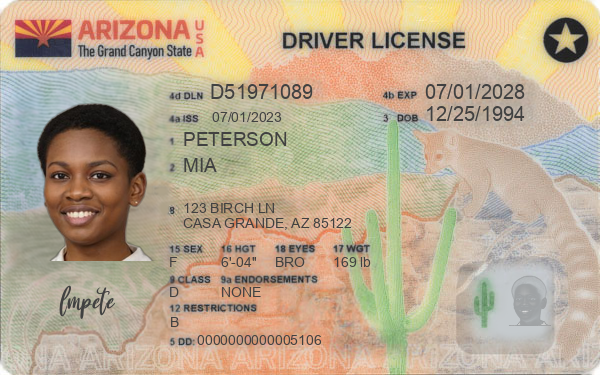 ARIZONA USA
The Grand Canyon State
DRIVER LICENSE
4d DLN D51971089
4b EXP 07/01/2028
4a ISS 07/01/2023
3 DOB 12/25/1994
1 PETERSON
2 MIA
8 123 BIRCH LN
CASA GRANDE, AZ 85122
15 SEX 16 HGT 18 EYES 17 WGT
F 6'-04" BRO 169 lb
9 CLASS 9a ENDORSEMENTS
D NONE
12 RESTRICTIONS
B
5 DD: 0000000000005106
lmpete
ARIZONA ARIZONA ARIZONA ARIZONA